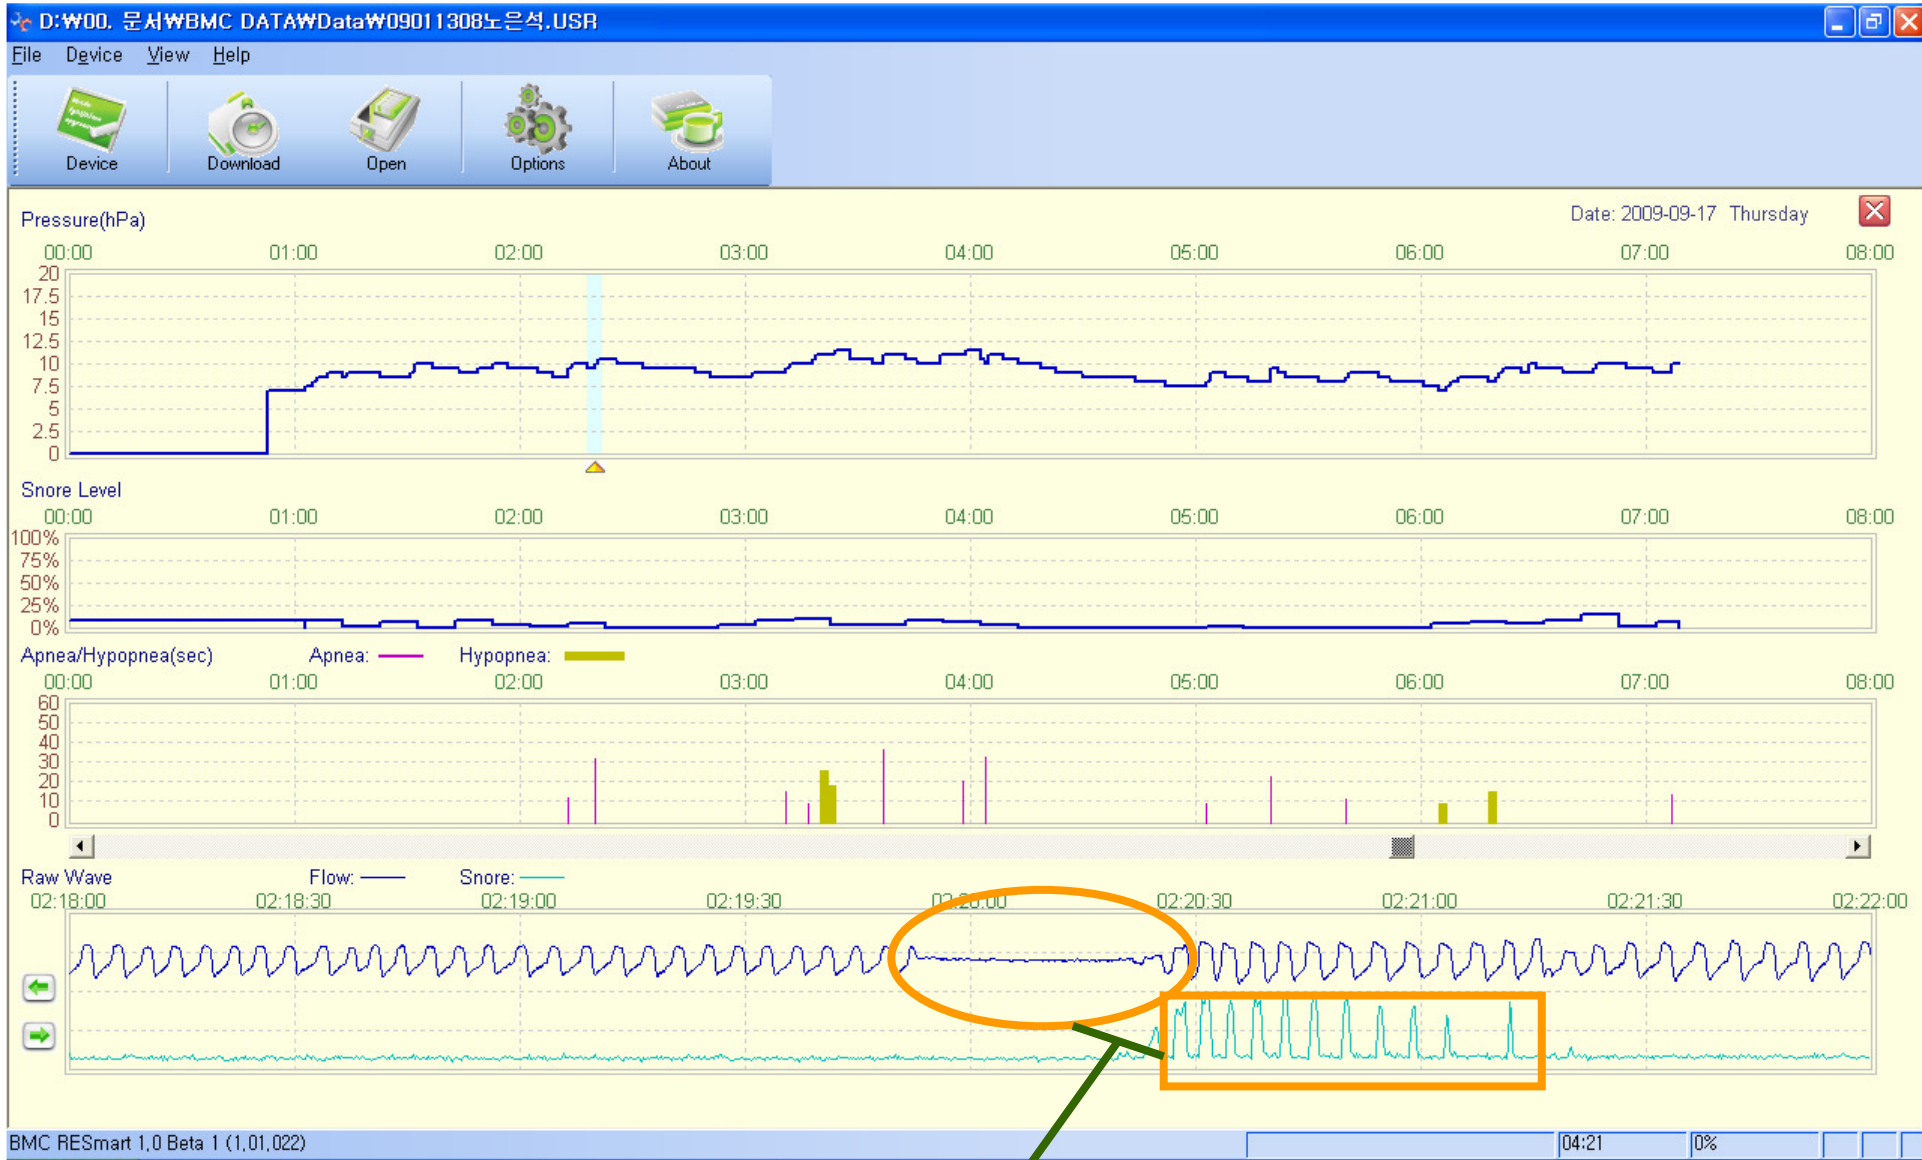 D:₩00. 문서₩BMC DATA₩Data₩09011308노은석.USR
File Device View Help
Device Download Open Options About
Pressure(hPa) Date: 2009-09-17 Thursday
00:00 01:00 02:00 03:00 04:00 05:00 06:00 07:00 08:00
20
17.5
15
12.5
10
7.5
5
2.5
0
Snore Level
00:00 01:00 02:00 03:00 04:00 05:00 06:00 07:00 08:00
100%
75%
50%
25%
0%
Apnea/Hypopnea(sec) Apnea: Hypopnea:
00:00 01:00 02:00 03:00 04:00 05:00 06:00 07:00 08:00
60
50
40
30
20
10
0
Raw Wave Flow: Snore:
02:18:00 02:18:30 02:19:00 02:19:30 02:20:00 02:20:30 02:21:00 02:21:30 02:22:00
BMC RESmart 1,0 Beta 1 (1,01,022) 04:21 0%